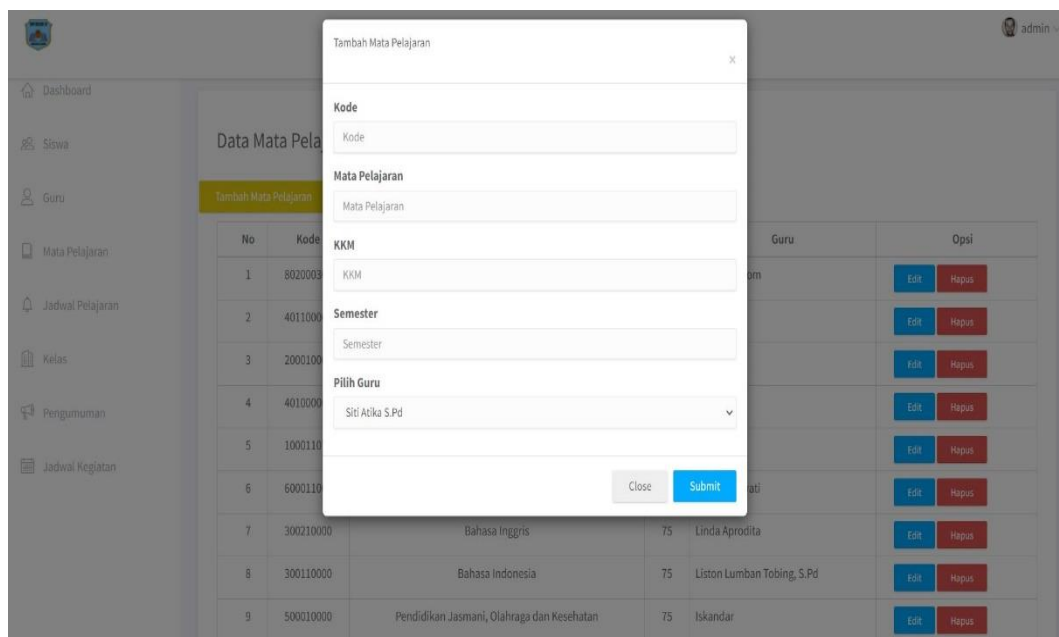 admin
Tambah Mata Pelajaran
x
Dashboard
Siswa
Guru
Mata Pelajaran
Jadwal Pelajaran
Kelas
Pengumuman
Jadwal Kegiatan
Data Mata Pela
Tambah Mata Pelajaran
Kode
Kode
Mata Pelajaran
Mata Pelajaran
KKM
KKM
Semester
Semester
Pilih Guru
Siti Atika S.Pd
Close Submit
No Kode Guru Opsi
1 8020003 om Edit Hapus
2 4011000 Edit Hapus
3 2000100 Edit Hapus
4 4010000 Edit Hapus
5 1000110 Edit Hapus
6 6000110 ati Edit Hapus
7 300210000 Bahasa Inggris 75 Linda Aprodita Edit Hapus
8 300110000 Bahasa Indonesia 75 Liston Lumban Tobing, S.Pd Edit Hapus
9 500010000 Pendidikan Jasmani, Olahraga dan Kesehatan 75 Iskandar Edit Hapus